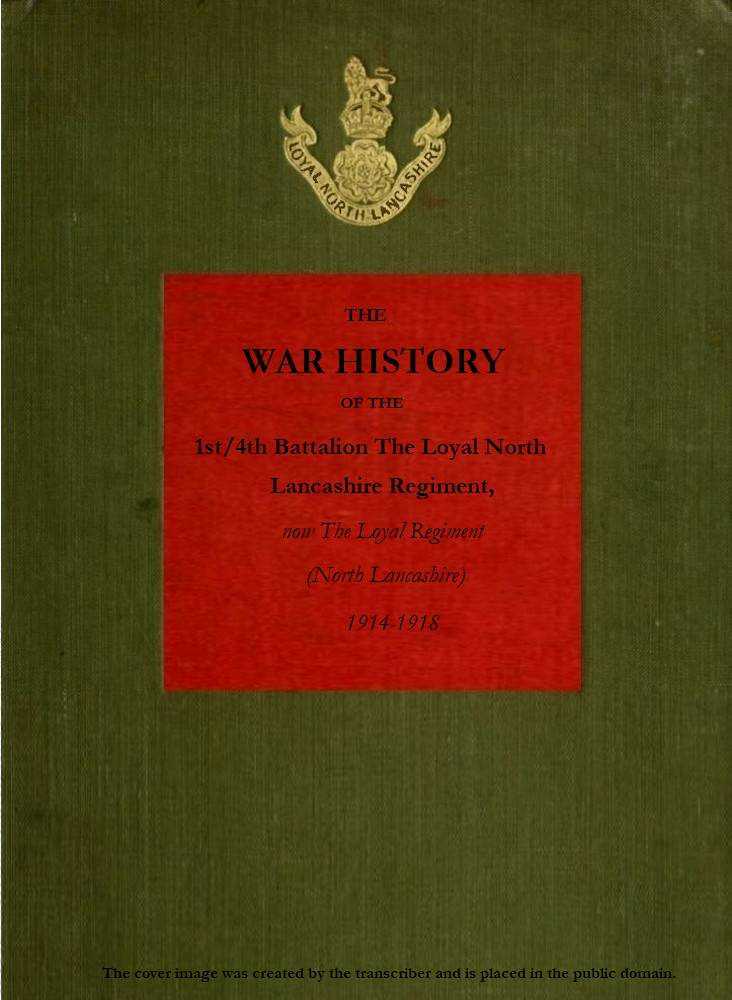 LOYAL NORTH LANCASHIRE
THE
WAR HISTORY
OF THE
1st/4th Battalion The Loyal North
Lancashire Regiment,
now The Loyal Regiment
(North Lancashire)
1914-1918
The cover image was created by the transcriber and is placed in the public domain.